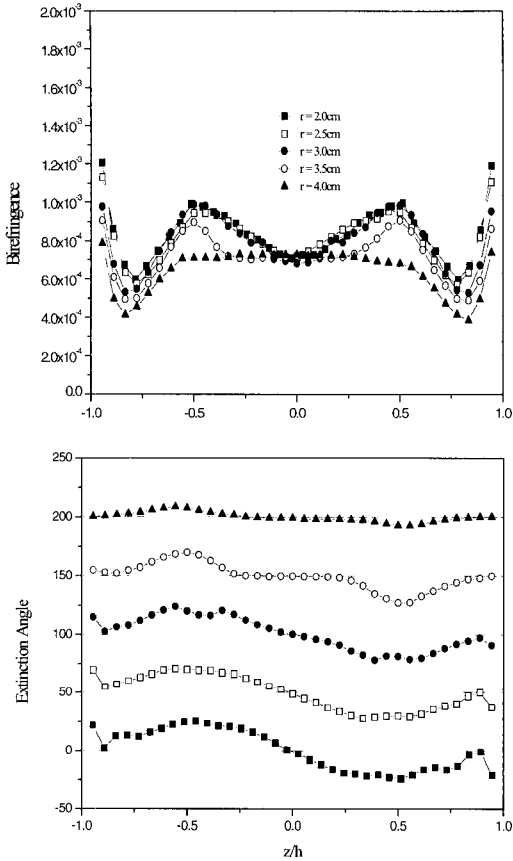 2.0x10⁻³
1.8x10⁻³
1.6x10⁻³
1.4x10⁻³
1.2x10⁻³
1.0x10⁻³
8.0x10⁻⁴
6.0x10⁻⁴
4.0x10⁻⁴
2.0x10⁻⁴
0.0
Birefringence
r = 2.0cm
r = 2.5cm
r = 3.0cm
r = 3.5cm
r = 4.0cm
-1.0 -0.5 0.0 0.5 1.0
250
200
150
100
50
0
-50
Extinction Angle
-1.0 -0.5 0.0 0.5 1.0
z/h